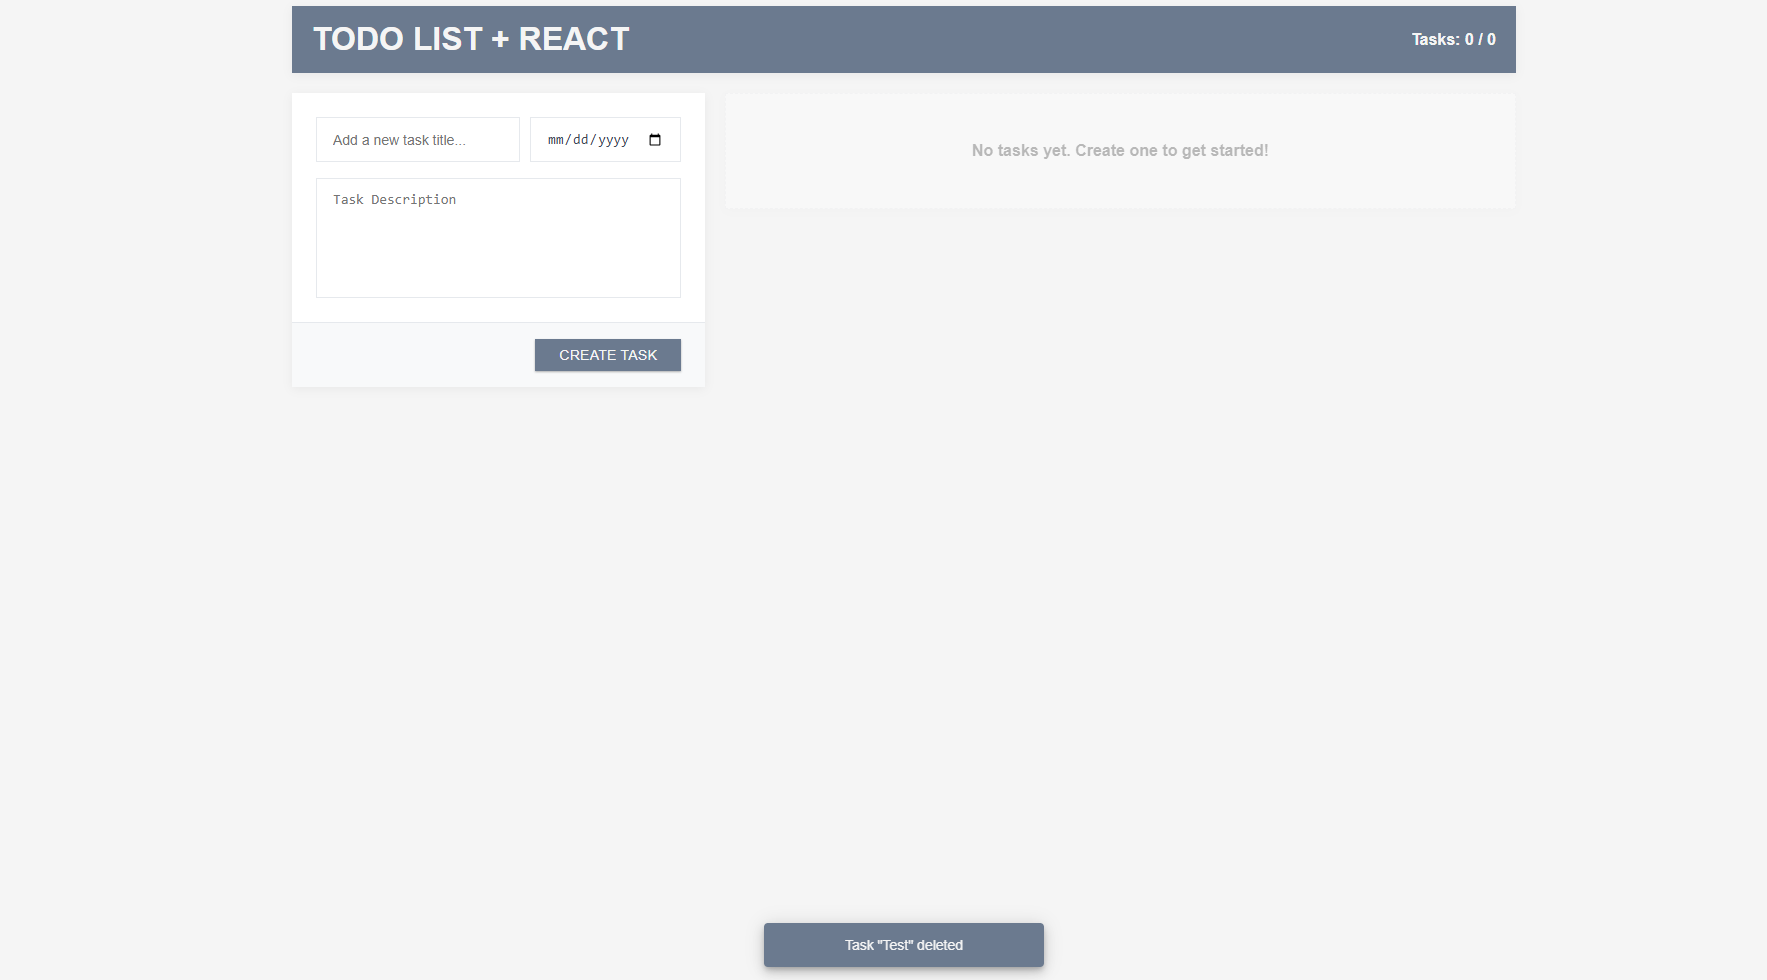 TODO LIST + REACT
Tasks: 0 / 0
Add a new task title...
mm/dd/yyyy
No tasks yet. Create one to get started!
Task Description
CREATE TASK
Task "Test" deleted